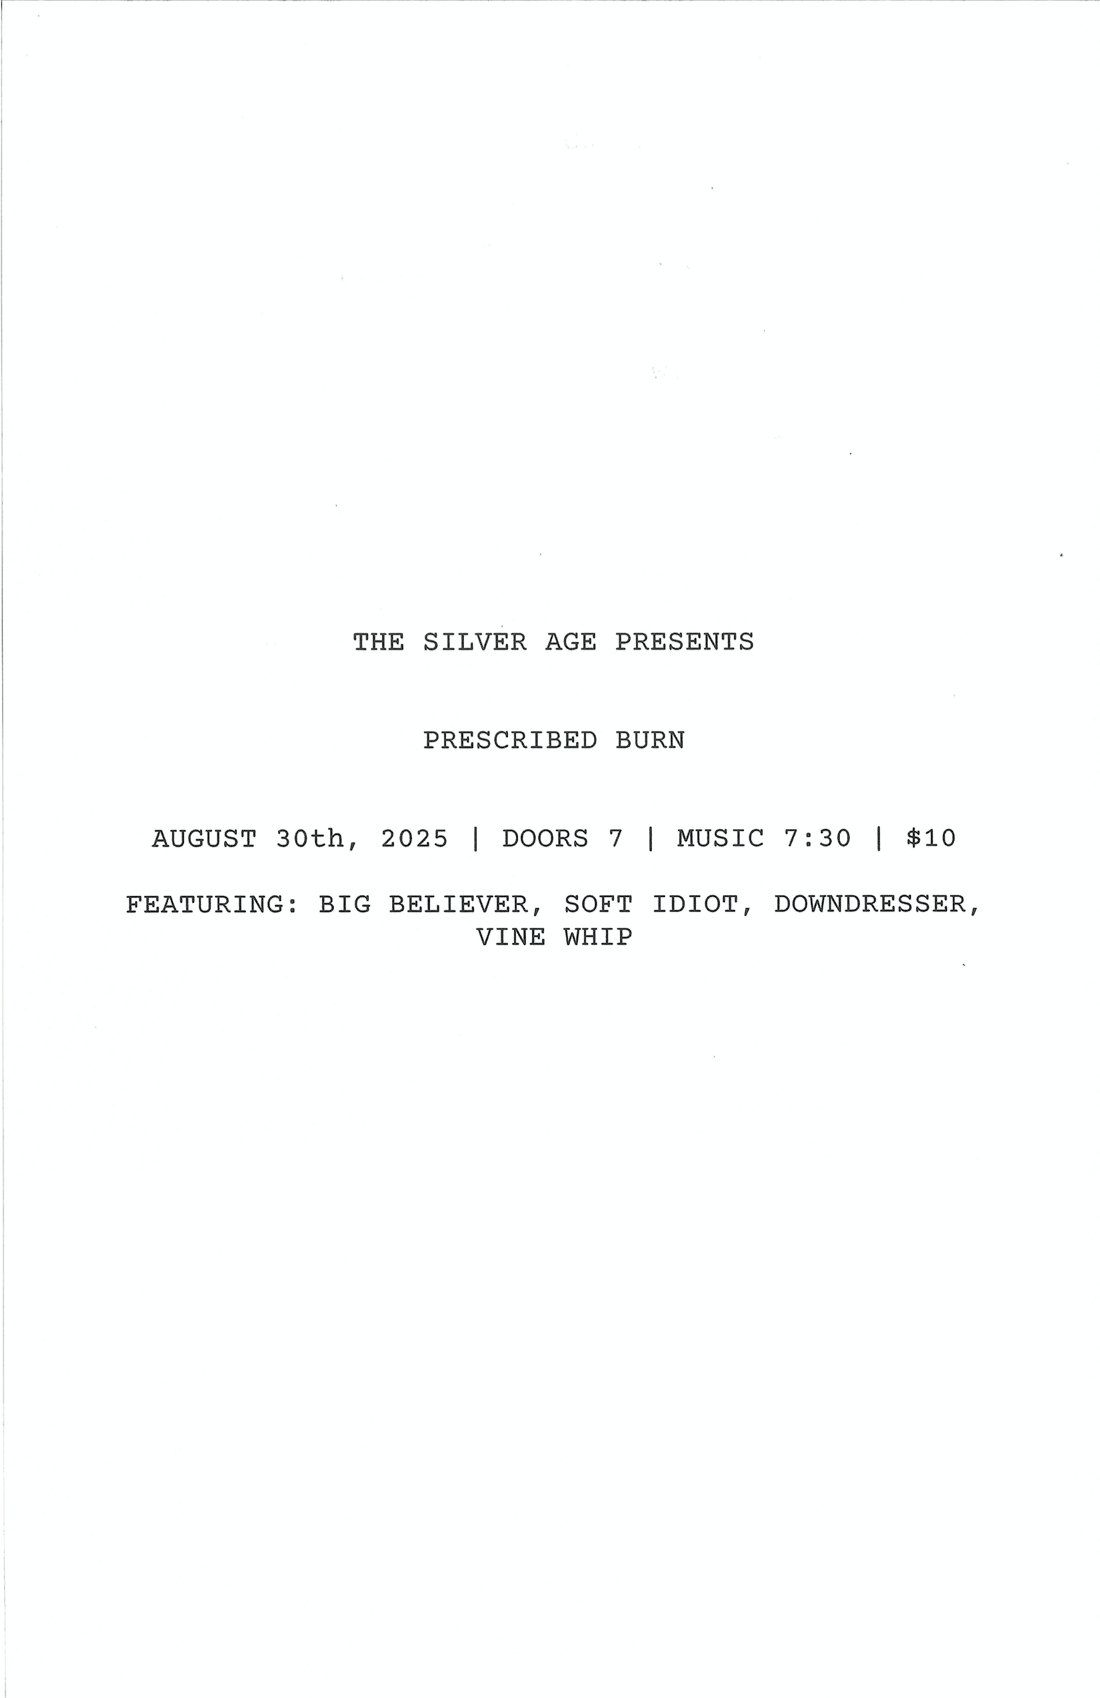 THE SILVER AGE PRESENTS
PRESCRIBED BURN
AUGUST 30th, 2025 | DOORS 7 | MUSIC 7:30 | $10
FEATURING: BIG BELIEVER, SOFT IDIOT, DOWNDRESSER,
VINE WHIP